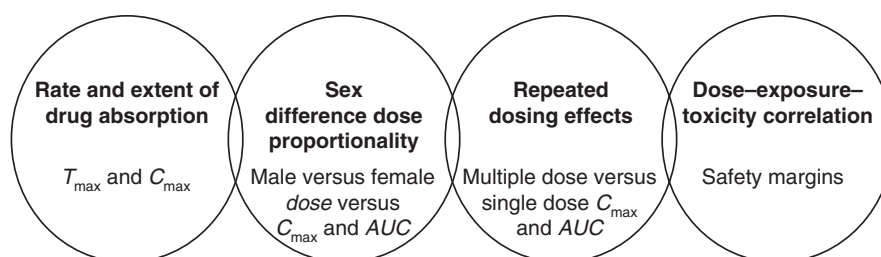 Rate and extent of
drug absorption
Tmax and Cmax
Sex
difference dose
proportionality
Male versus female
dose versus
Cmax and AUC
Repeated
dosing effects
Multiple dose versus
single dose Cmax
and AUC
Dose–exposure–
toxicity correlation
Safety margins